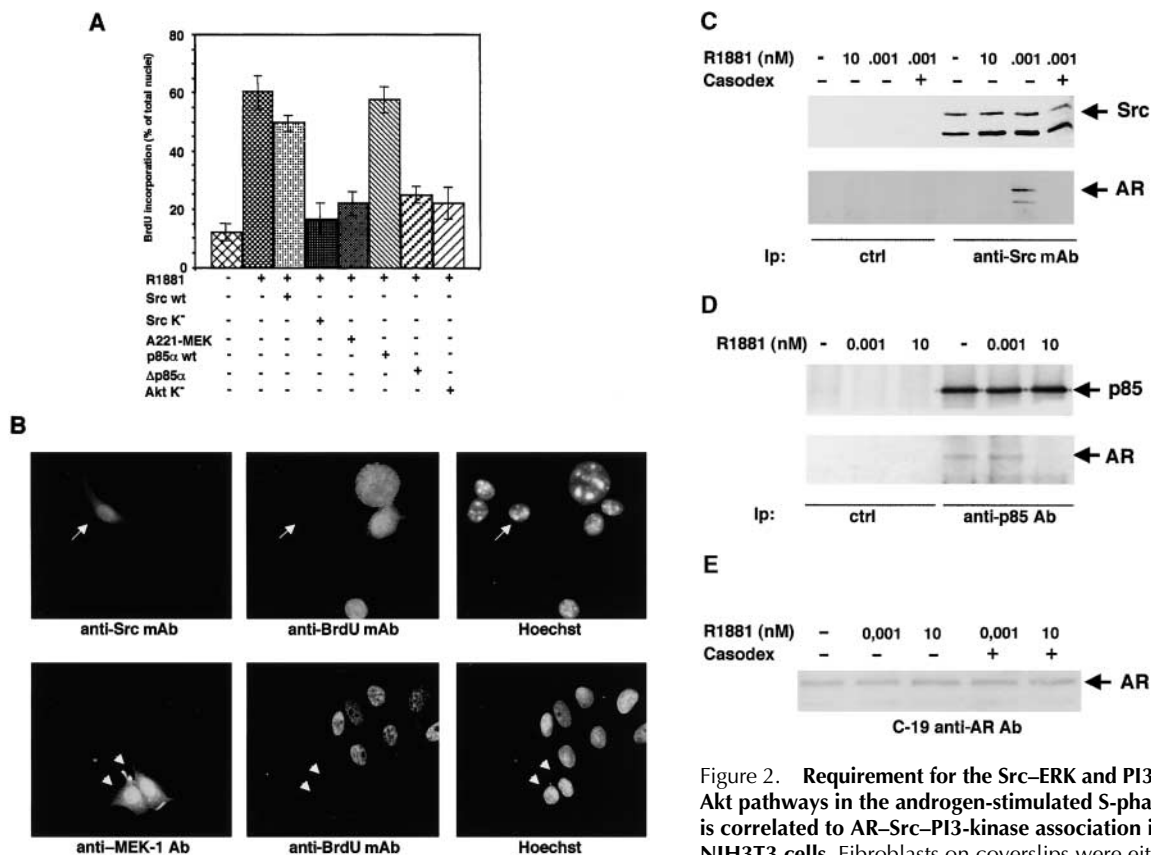 A
80
60
40
20
0
BrdU incorporation (% of total nuclei)
R1881 - + + + + + + +
Src wt - - + - - - - -
Src K⁻ - - - + - - - -
A221-MEK - - - - + - - -
p85α wt - - - - - + - -
Δp85α - - - - - - + -
Akt K⁻ - - - - - - - +
B
anti-Src mAb anti-BrdU mAb Hoechst
anti-MEK-1 Ab anti-BrdU mAb Hoechst
C
R1881 (nM) - 10 .001 .001 - 10 .001 .001
Casodex - - - + - - - +
Src
AR
Ip: ctrl anti-Src mAb
D
R1881 (nM) - 0.001 10 - 0.001 10
p85
AR
Ip: ctrl anti-p85 Ab
E
R1881 (nM) - 0,001 10 0,001 10
Casodex - - - + +
AR
C-19 anti-AR Ab
Figure 2. Requirement for the Src–ERK and PI3
Akt pathways in the androgen-stimulated S-pha
is correlated to AR–Src–PI3-kinase association i
NIH3T3 cells. Fibroblasts on coverslips were eit